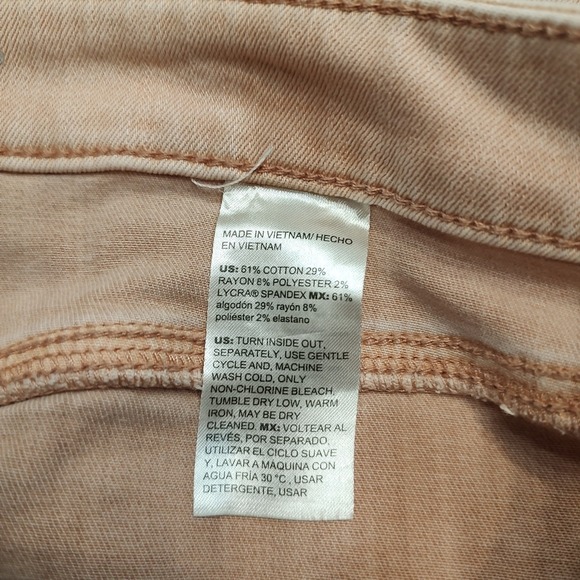 MADE IN VIETNAM/ HECHO
EN VIETNAM
US: 61% COTTON 29%
RAYON 8% POLYESTER 2%
LYCRA® SPANDEX MX: 61%
algodón 29% rayón 8%
poliéster 2% elastano
US: TURN INSIDE OUT,
SEPARATELY, USE GENTLE
CYCLE AND, MACHINE
WASH COLD, ONLY
NON-CHLORINE BLEACH,
TUMBLE DRY LOW, WARM
IRON, MAY BE DRY
CLEANED. MX: VOLTEAR AL
REVÉS, POR SEPARADO,
UTILIZAR EL CICLO SUAVE
Y, LAVAR A MAQUINA CON
AGUA FRÍA 30 °C , USAR
DETERGENTE, USAR